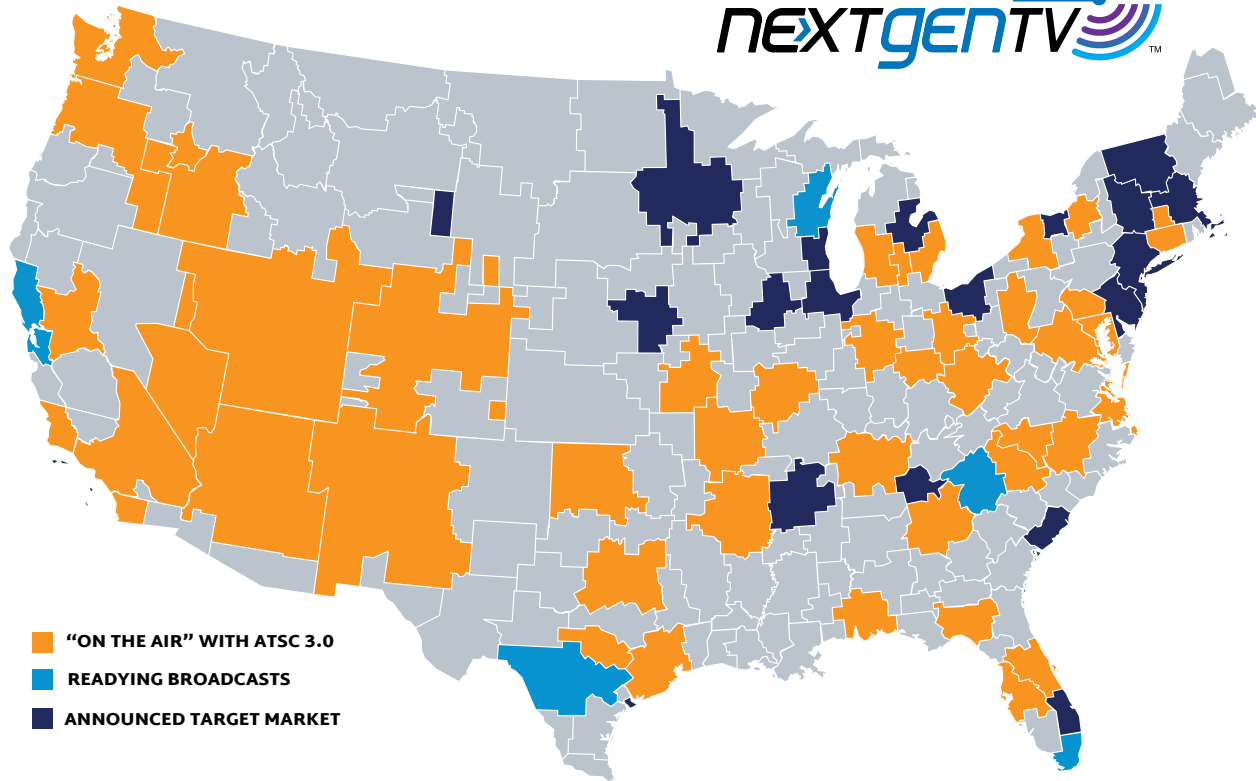 NEXTGENTV
TM
“ON THE AIR” WITH ATSC 3.0
READYING BROADCASTS
ANNOUNCED TARGET MARKET